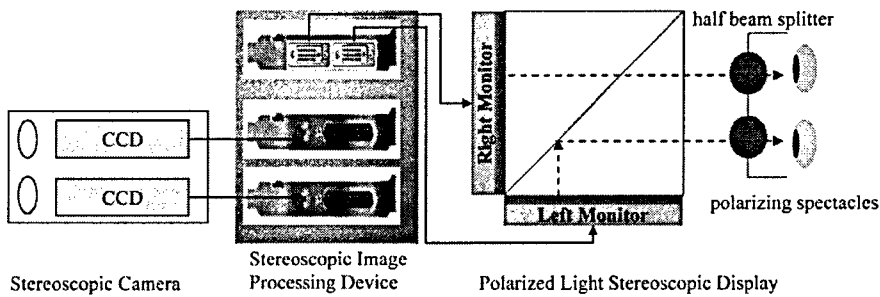 half beam splitter
Right Monitor
CCD
CCD
Left Monitor
polarizing spectacles
Stereoscopic Camera
Stereoscopic Image
Processing Device
Polarized Light Stereoscopic Display